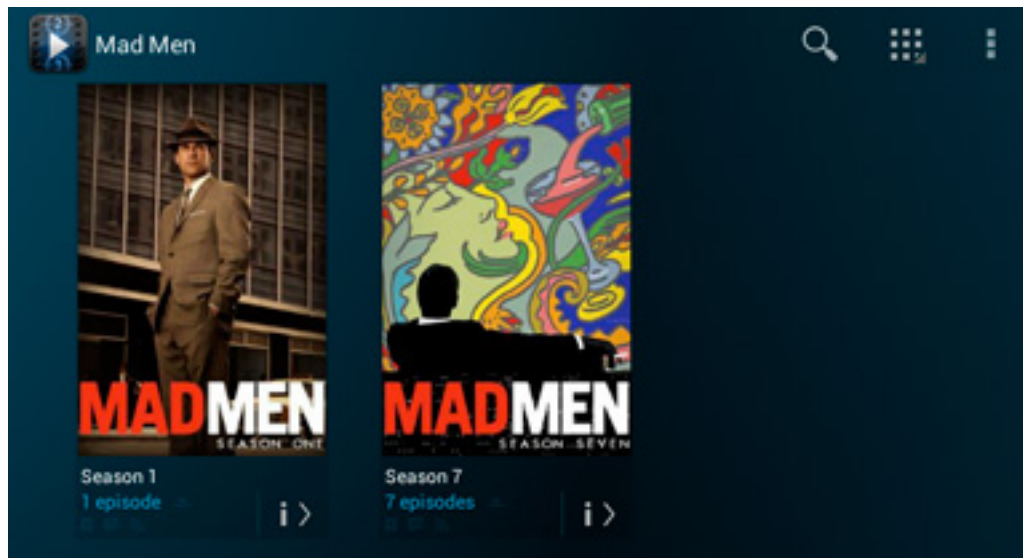 Mad Men
MADMEN
SEASON ONE
MADMEN
SEASON SEVEN
Season 1
1 episode
Season 7
7 episodes